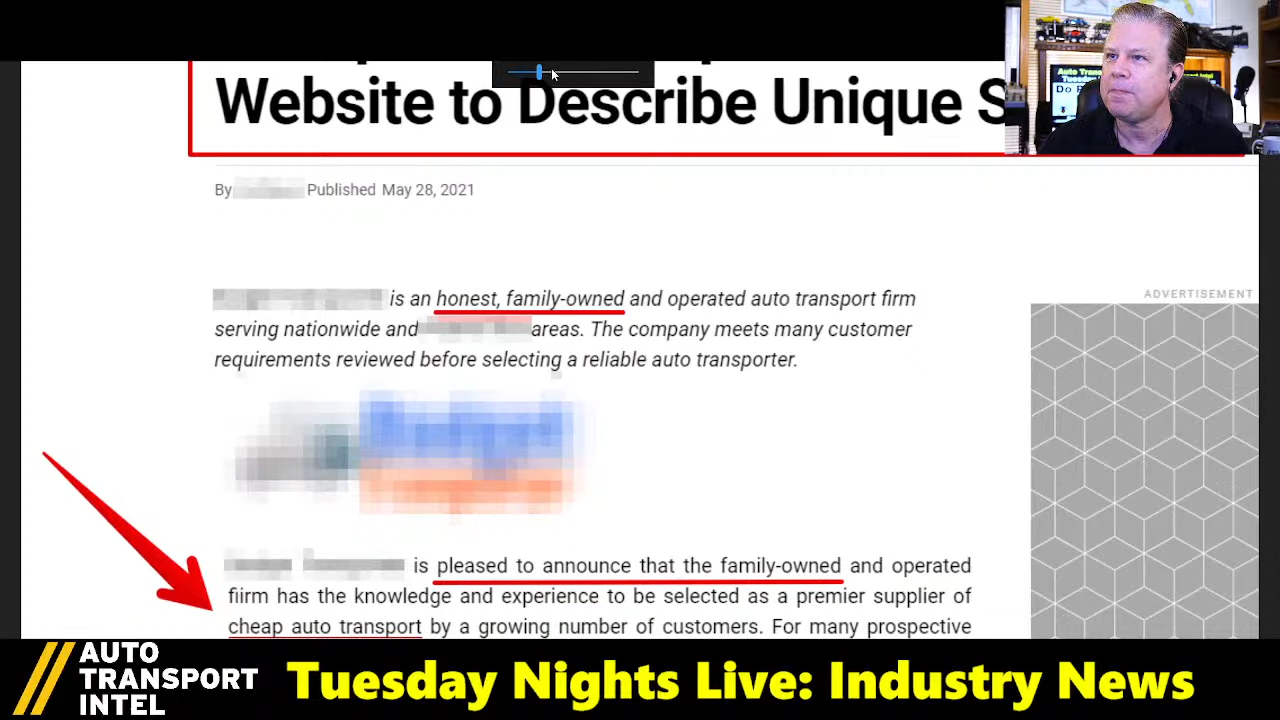 Website to Describe Unique S
By Published May 28, 2021
is an honest, family-owned and operated auto transport firm
serving nationwide and areas. The company meets many customer
requirements reviewed before selecting a reliable auto transporter.
ADVERTISEMENT
is pleased to announce that the family-owned and operated
fiirm has the knowledge and experience to be selected as a premier supplier of
cheap auto transport by a growing number of customers. For many prospective
AUTO
TRANSPORT
INTEL
Tuesday Nights Live: Industry News